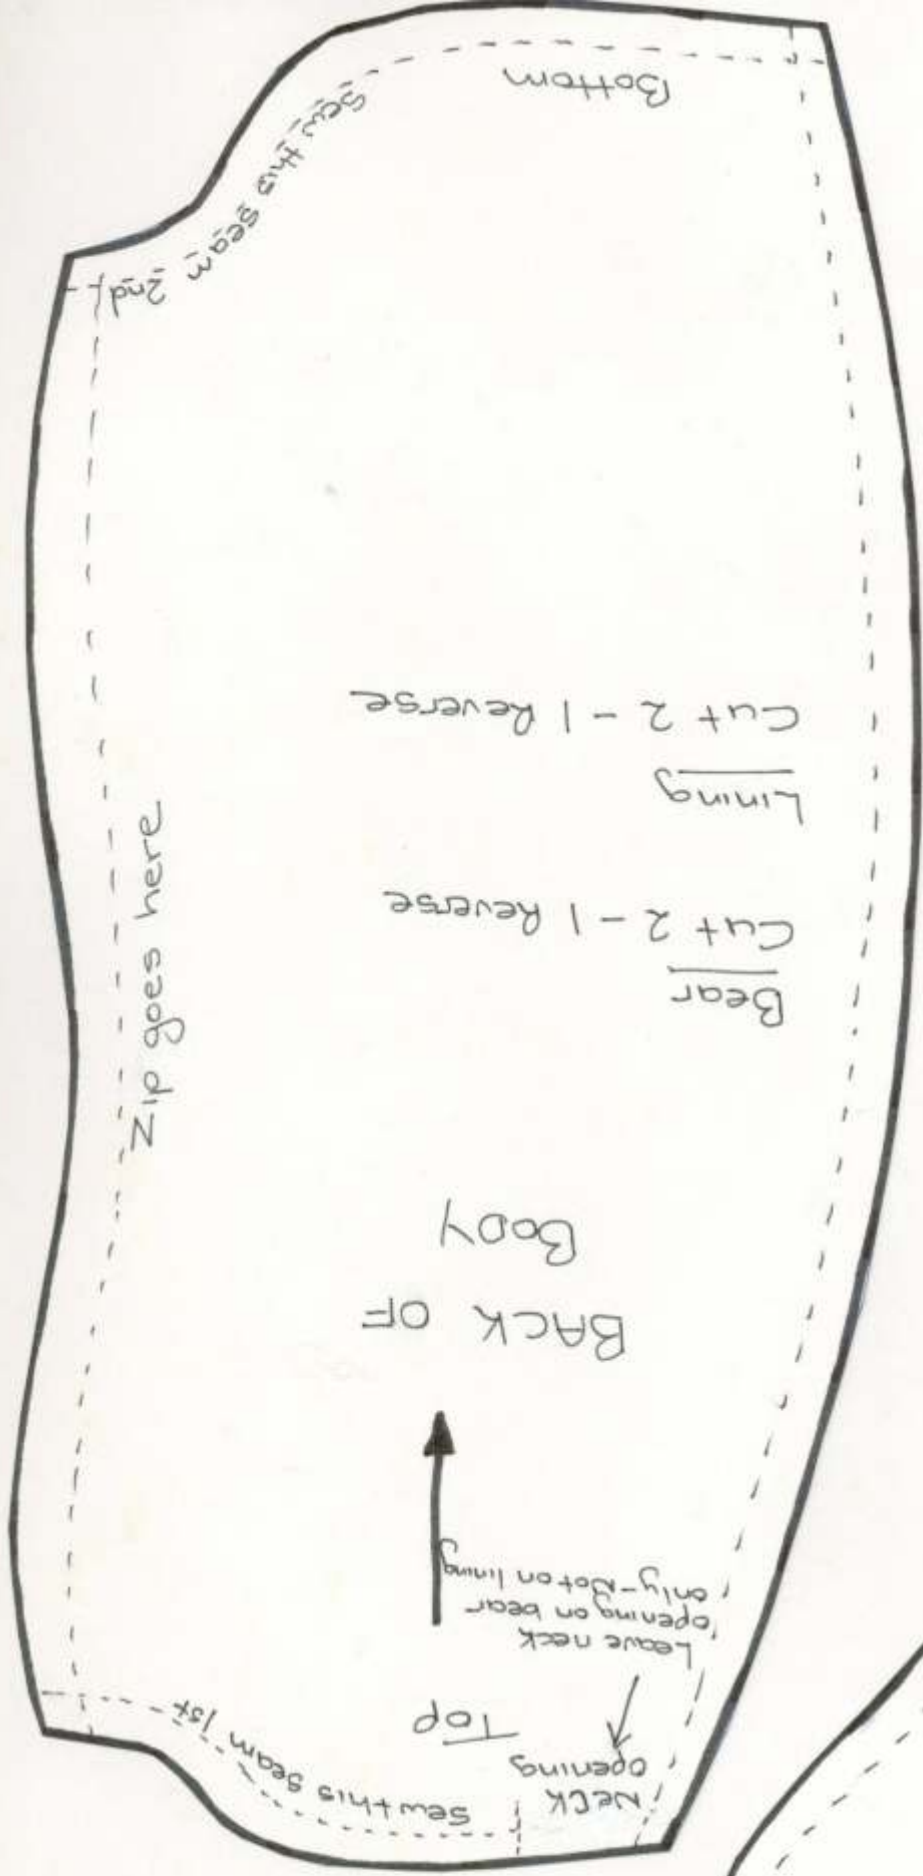 Neck
opening
Top
Sew this seam 1st
Leave neck
opening on bear
only - Not on lining
BACK OF
BODY
Bear
Cut 2 - 1 Reverse
Lining
Cut 2 - 1 Reverse
Zip goes here
Sew this seam 2nd
Bottom